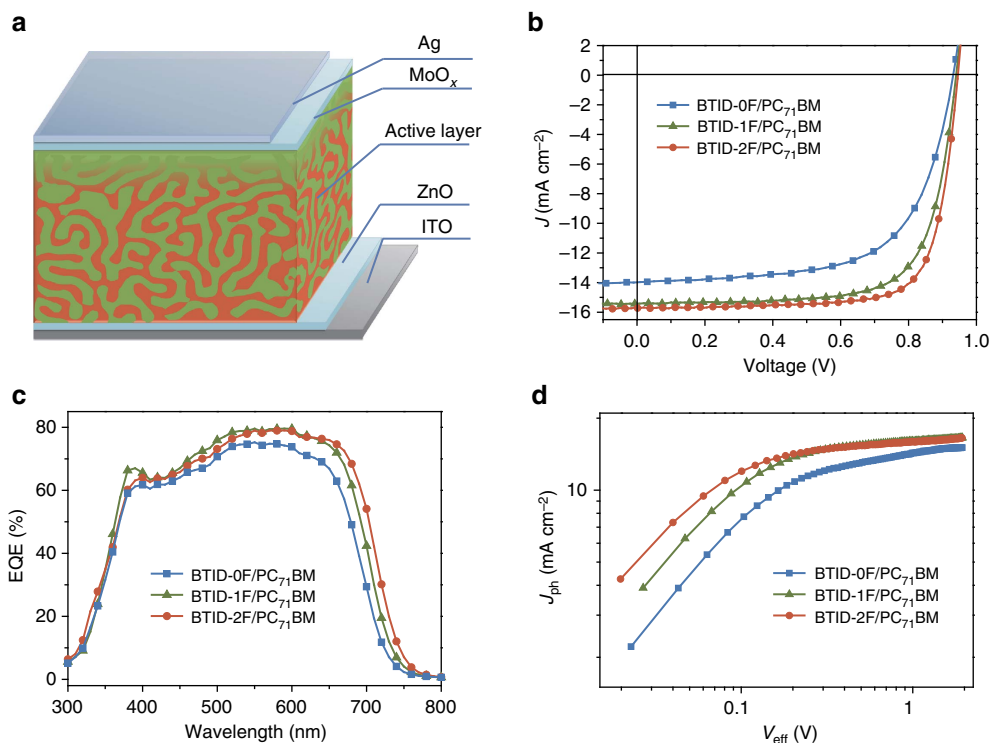 a
Ag
MoOₓ
Active layer
ZnO
ITO
b
2
0
−2
−4
−6
−8
−10
−12
−14
−16
J (mA cm⁻²)
BTID-0F/PC₇₁BM
BTID-1F/PC₇₁BM
BTID-2F/PC₇₁BM
0.0 0.2 0.4 0.6 0.8 1.0
Voltage (V)
c
80
60
40
20
0
EQE (%)
BTID-0F/PC₇₁BM
BTID-1F/PC₇₁BM
BTID-2F/PC₇₁BM
300 400 500 600 700 800
Wavelength (nm)
d
10
Jₚₕ (mA cm⁻²)
BTID-0F/PC₇₁BM
BTID-1F/PC₇₁BM
BTID-2F/PC₇₁BM
0.1 1
V_eff (V)